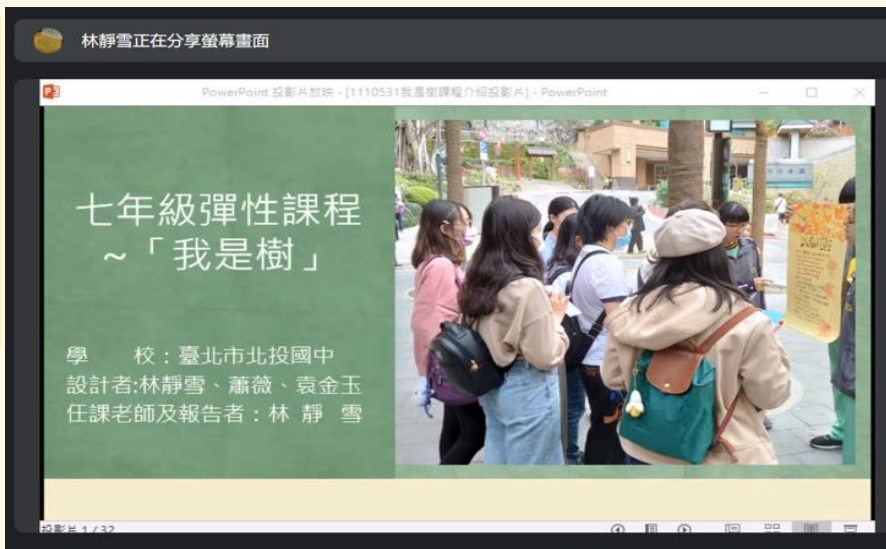 林靜雪正在分享螢幕畫面
PowerPoint 投影片放映 - [1110531我是樹課程介紹投影片] - PowerPoint
七年級彈性課程
~「我是樹」
學　　校：臺北市北投國中
設計者:林靜雪、蕭薇、袁金玉
任課老師及報告者：林 靜 雪
投影片 1 / 32